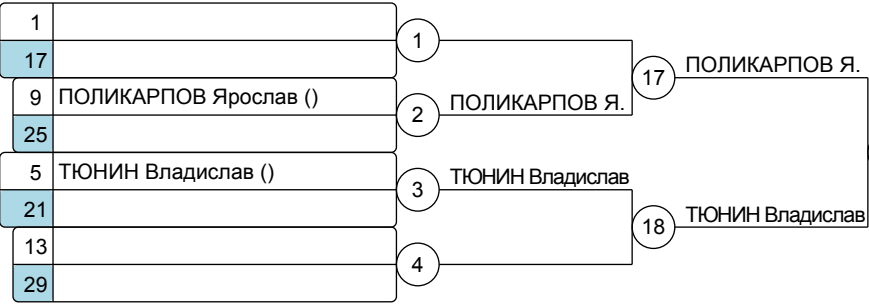 1
17
1
9 ПОЛИКАРПОВ Ярослав ()
25
2
ПОЛИКАРПОВ Я.
17
ПОЛИКАРПОВ Я.
5 ТЮНИН Владислав ()
21
3
ТЮНИН Владислав
18
ТЮНИН Владислав
13
29
4